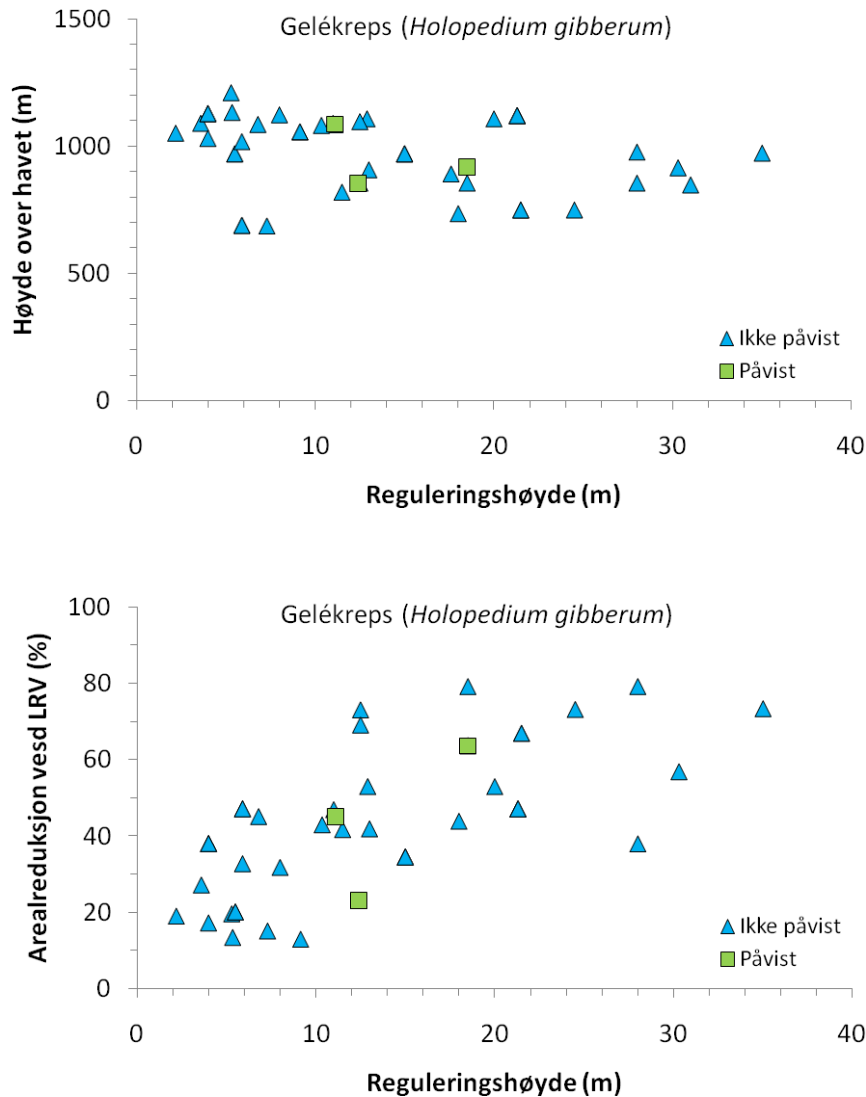 Gelékreps (Holopedium gibberum)
1500
1000
500
0
Høyde over havet (m)
Ikke påvist
Påvist
0 10 20 30 40
Reguleringshøyde (m)
Gelékreps (Holopedium gibberum)
100
80
60
40
20
0
Arealreduksjon vesd LRV (%)
Ikke påvist
Påvist
0 10 20 30 40
Reguleringshøyde (m)